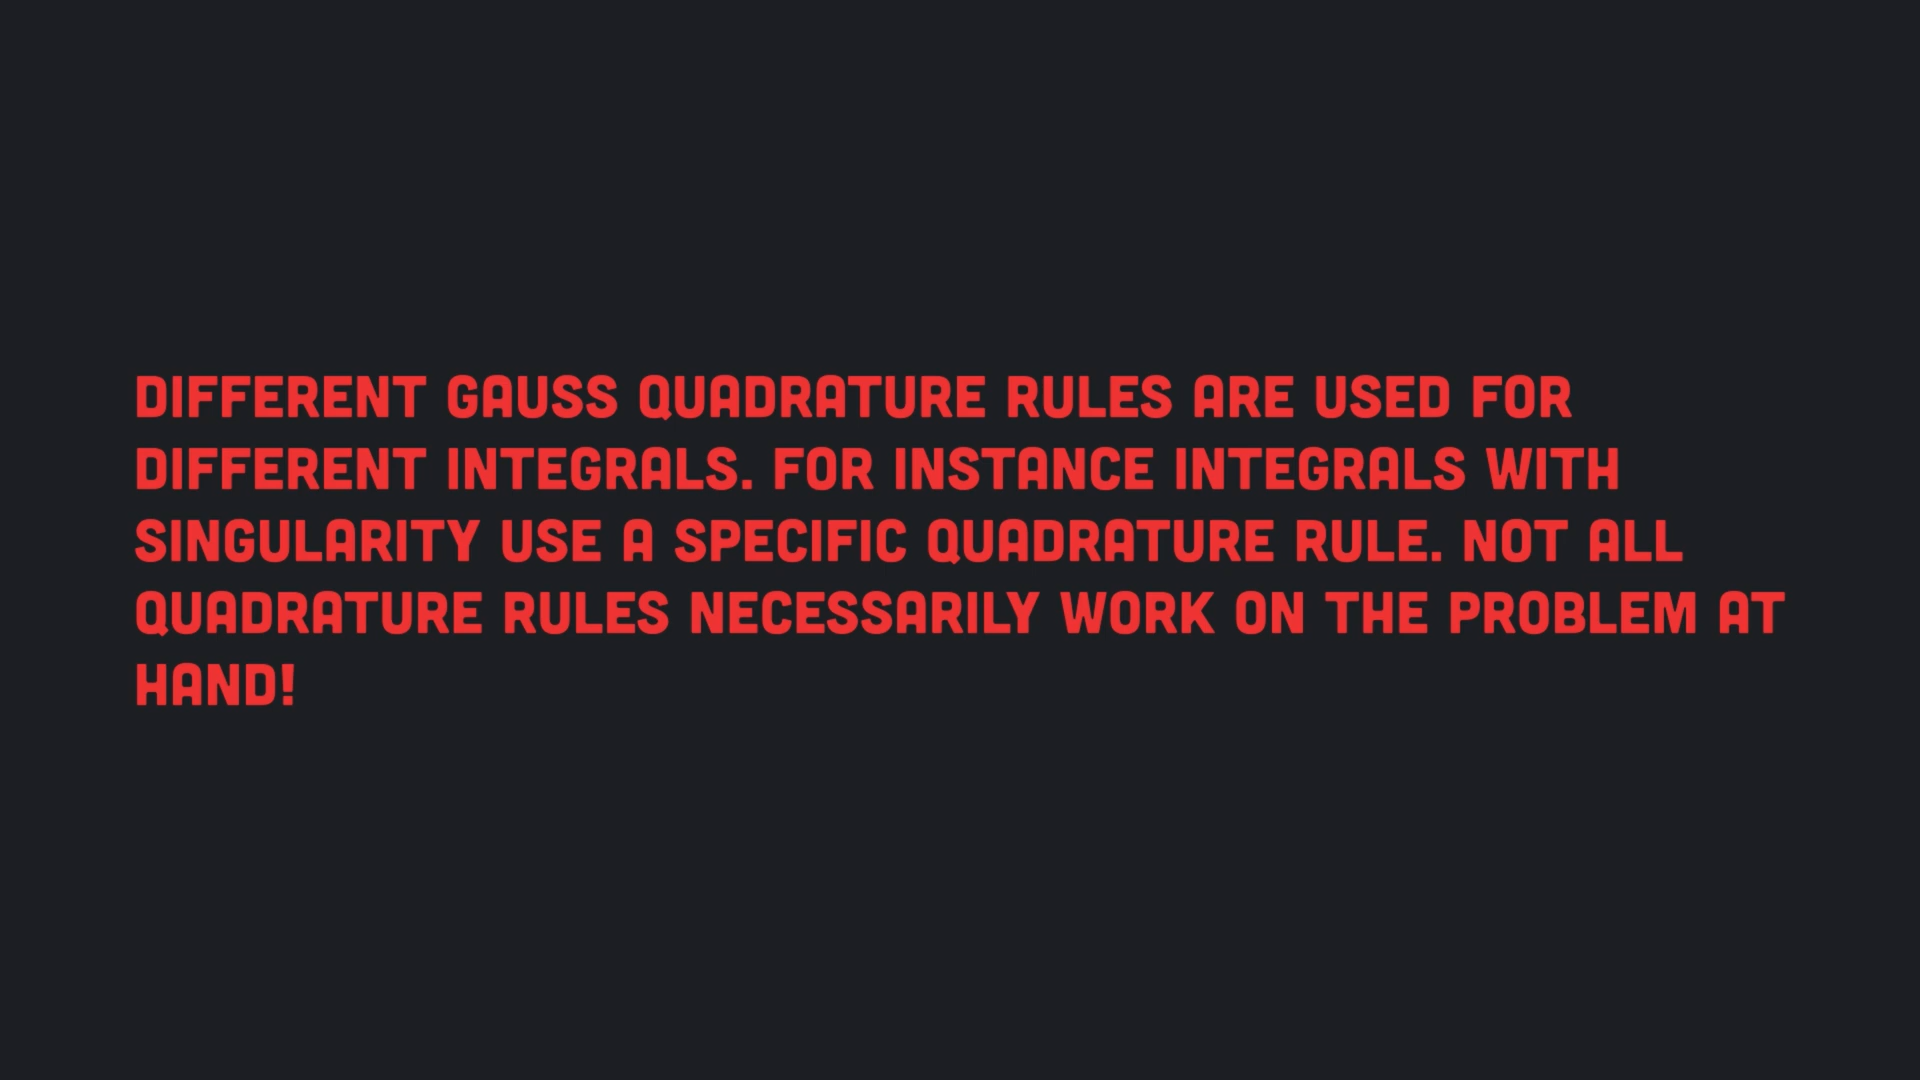 DIFFERENT GAUSS QUADRATURE RULES ARE USED FOR
DIFFERENT INTEGRALS. FOR INSTANCE INTEGRALS WITH
SINGULARITY USE A SPECIFIC QUADRATURE RULE. NOT ALL
QUADRATURE RULES NECESSARILY WORK ON THE PROBLEM AT
HAND!